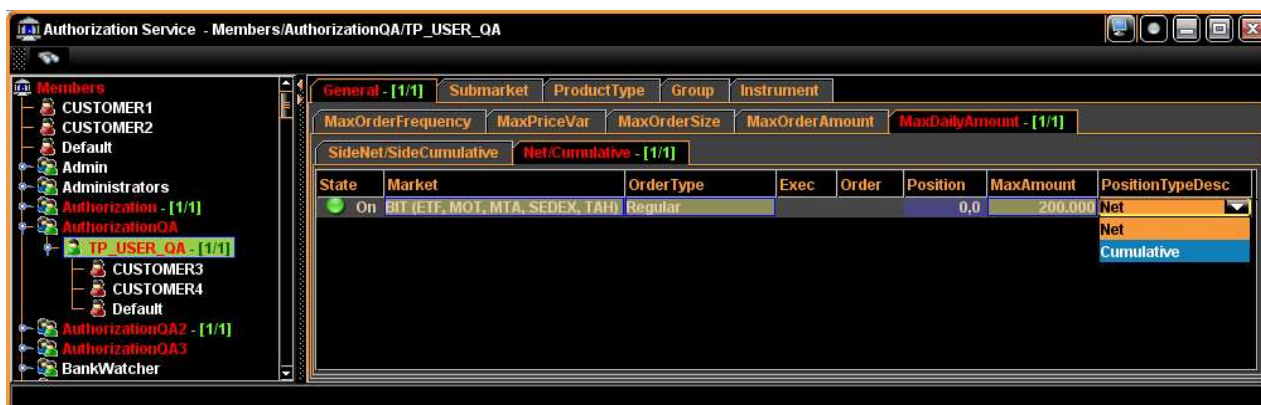 Authorization Service - Members/AuthorizationQA/TP_USER_QA
Members
CUSTOMER1
CUSTOMER2
Default
Admin
Administrators
Authorization - [1/1]
AuthorizationQA
TP_USER_QA - [1/1]
CUSTOMER3
CUSTOMER4
Default
AuthorizationQA2 - [1/1]
AuthorizationQA3
BankWatcher
General - [1/1] Submarket ProductType Group Instrument
MaxOrderFrequency MaxPriceVar MaxOrderSize MaxOrderAmount MaxDailyAmount - [1/1]
SideNet/SideCumulative Net/Cumulative - [1/1]
State Market OrderType Exec Order Position MaxAmount PositionTypeDesc
On BIT (ETF, MOT, MTA, SEDEX, TAH) Regular 0,0 200.000 Net
Net
Cumulative